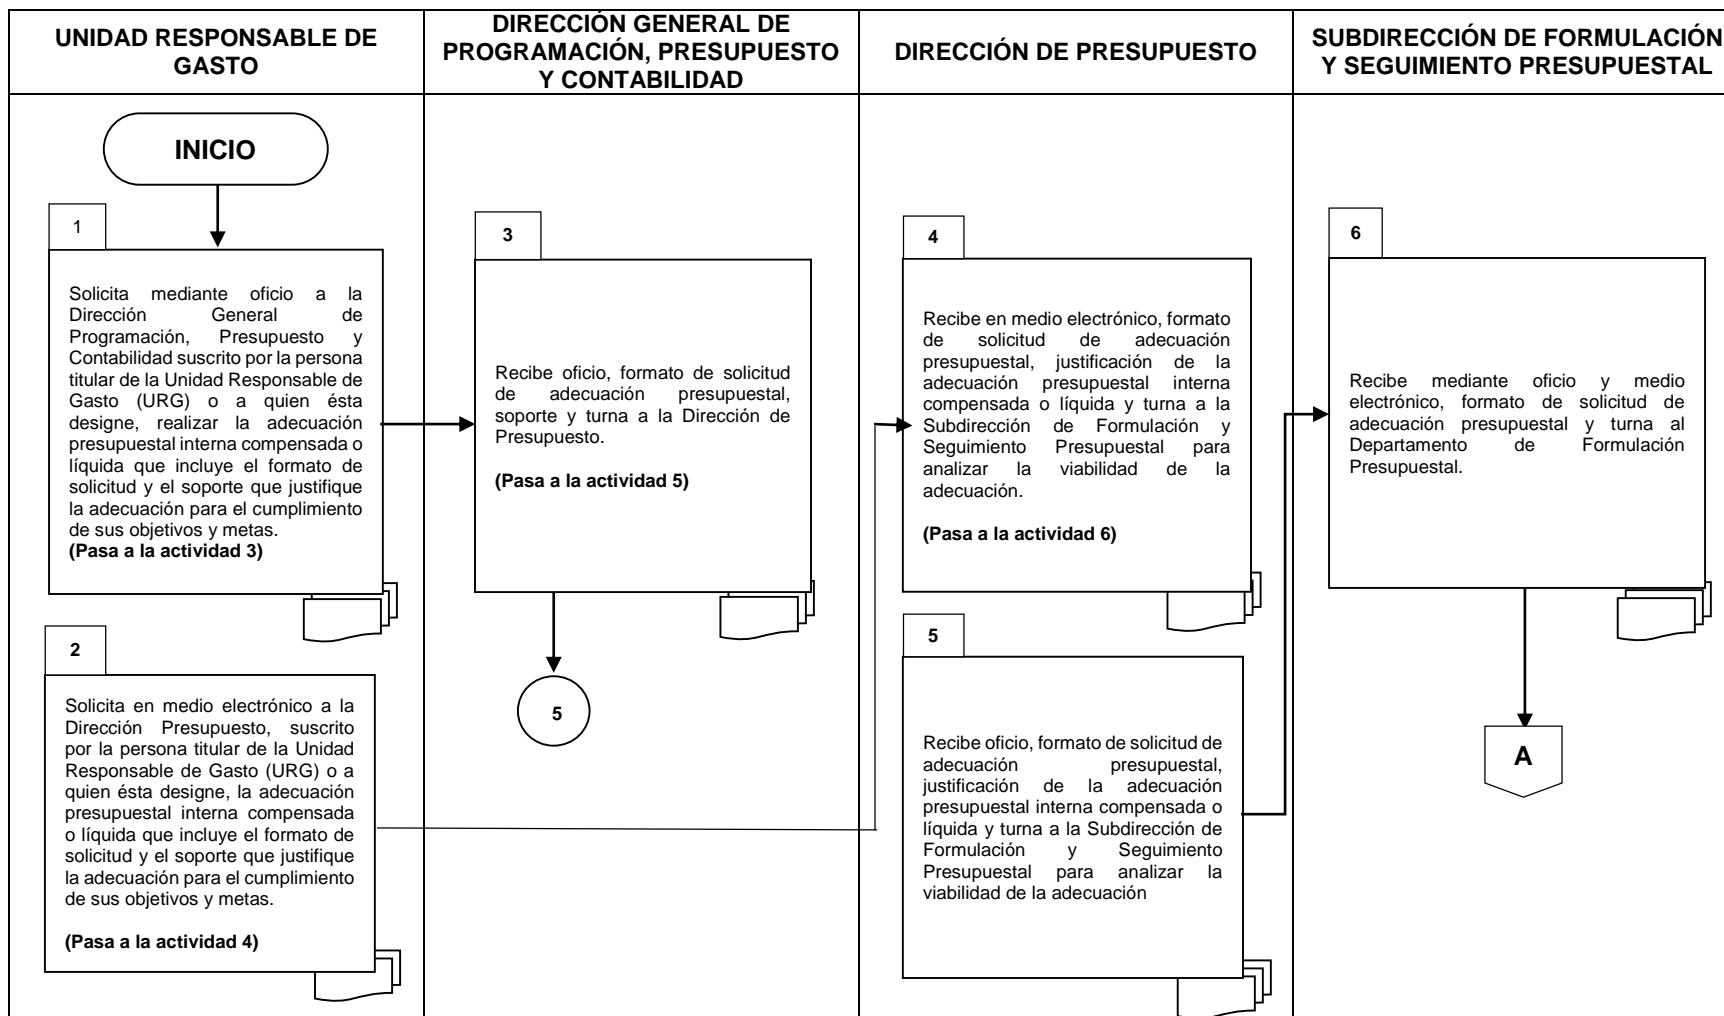 UNIDAD RESPONSABLE DE
GASTO
DIRECCIÓN GENERAL DE
PROGRAMACIÓN, PRESUPUESTO
Y CONTABILIDAD
DIRECCIÓN DE PRESUPUESTO
SUBDIRECCIÓN DE FORMULACIÓN
Y SEGUIMIENTO PRESUPUESTAL
INICIO
1
Solicita mediante oficio a la
Dirección General de
Programación, Presupuesto y
Contabilidad suscrito por la persona
titular de la Unidad Responsable de
Gasto (URG) o a quien ésta
designe, realizar la adecuación
presupuestal interna compensada o
líquida que incluye el formato de
solicitud y el soporte que justifique
la adecuación para el cumplimiento
de sus objetivos y metas.
(Pasa a la actividad 3)
2
Solicita en medio electrónico a la
Dirección Presupuesto, suscrito
por la persona titular de la Unidad
Responsable de Gasto (URG) o a
quien ésta designe, la adecuación
presupuestal interna compensada
o líquida que incluye el formato de
solicitud y el soporte que justifique
la adecuación para el cumplimiento
de sus objetivos y metas.
(Pasa a la actividad 4)
3
Recibe oficio, formato de solicitud
de adecuación presupuestal,
soporte y turna a la Dirección de
Presupuesto.
(Pasa a la actividad 5)
5
4
Recibe en medio electrónico, formato
de solicitud de adecuación
presupuestal, justificación de la
adecuación presupuestal interna
compensada o líquida y turna a la
Subdirección de Formulación y
Seguimiento Presupuestal para
analizar la viabilidad de la
adecuación.
(Pasa a la actividad 6)
5
Recibe oficio, formato de solicitud de
adecuación presupuestal,
justificación de la adecuación
presupuestal interna compensada o
líquida y turna a la Subdirección de
Formulación y Seguimiento
Presupuestal para analizar la
viabilidad de la adecuación
6
Recibe mediante oficio y medio
electrónico, formato de solicitud de
adecuación presupuestal y turna al
Departamento de Formulación
Presupuestal.
A